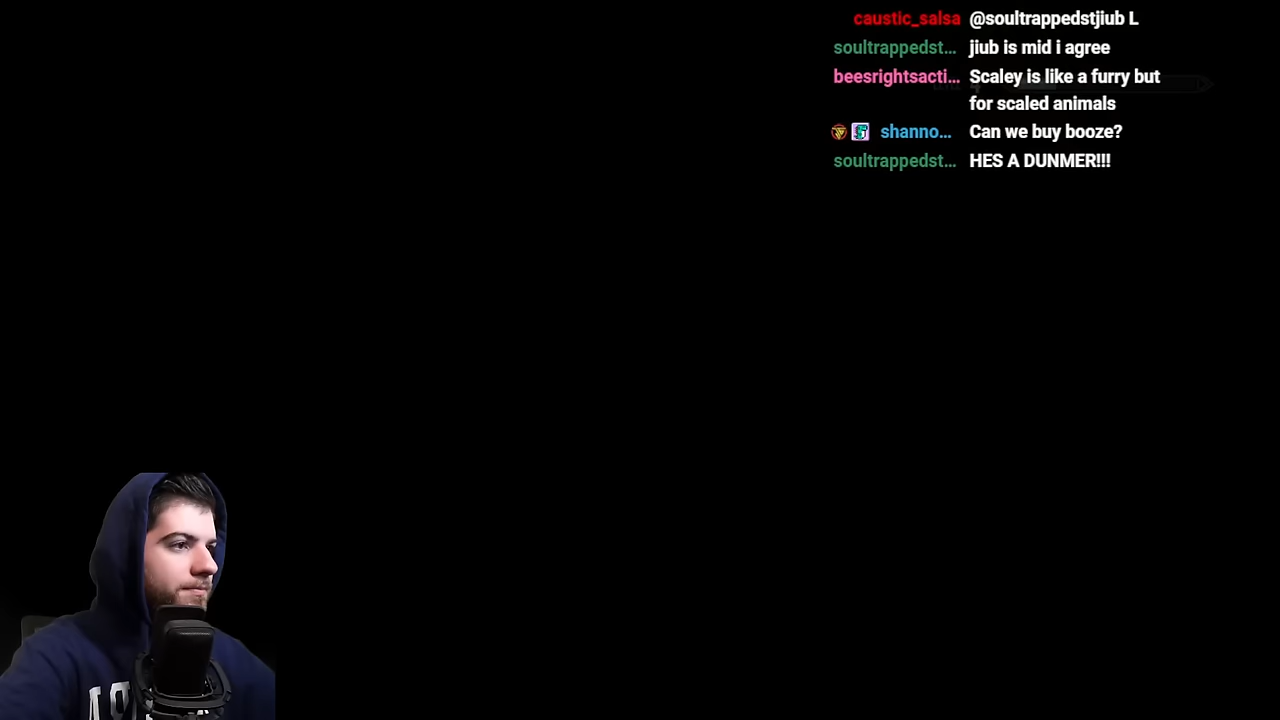 caustic_salsa @soultrappedstjiub L
soultrappedst... jiub is mid i agree
beesrightsacti... Scaley is like a furry but
for scaled animals
shanno... Can we buy booze?
soultrappedst... HES A DUNMER!!!